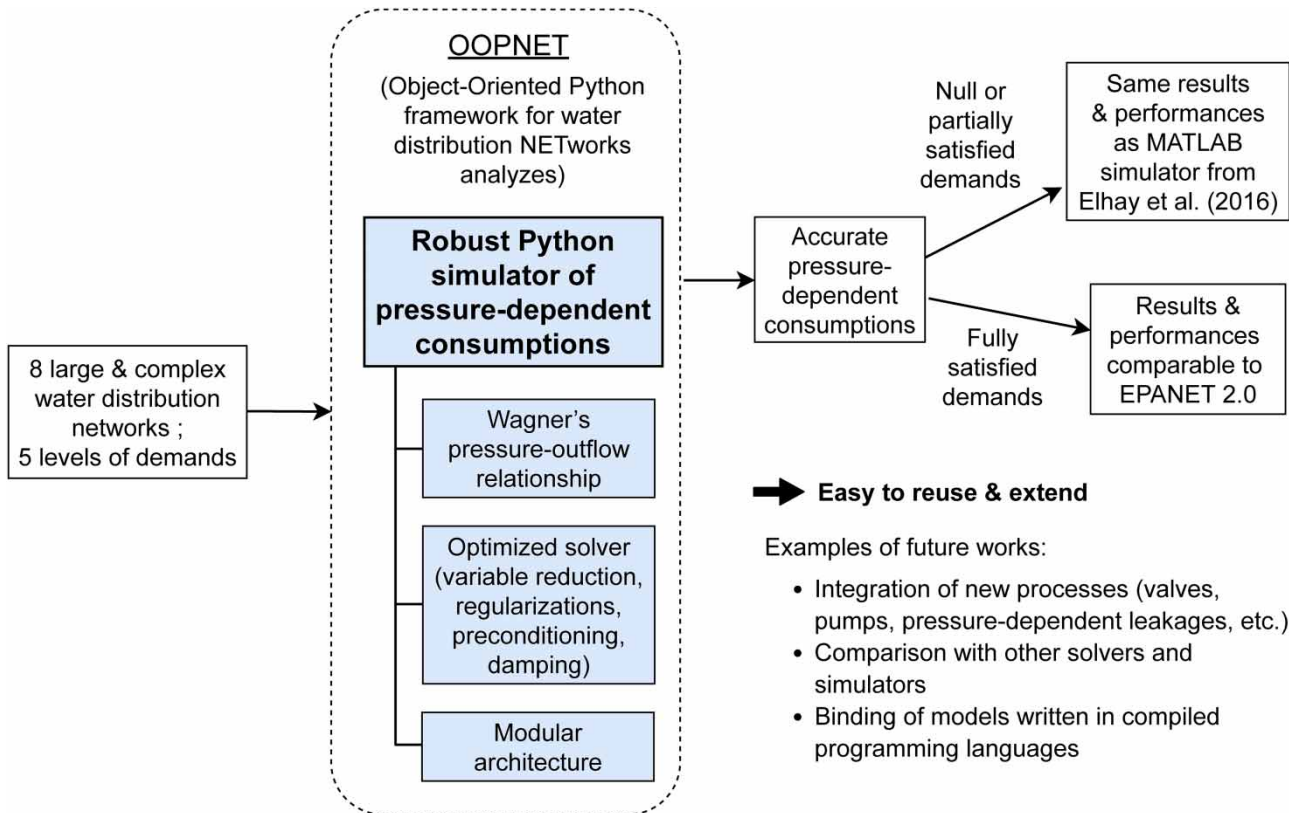 8 large & complex
water distribution
networks ;
5 levels of demands
OOPNET
(Object-Oriented Python
framework for water
distribution NETworks
analyzes)
Robust Python
simulator of
pressure-dependent
consumptions
Wagner's
pressure-outflow
relationship
Optimized solver
(variable reduction,
regularizations,
preconditioning,
damping)
Modular
architecture
Accurate
pressure-
dependent
consumptions
Null or
partially
satisfied
demands
Same results
& performances
as MATLAB
simulator from
Elhay et al. (2016)
Fully
satisfied
demands
Results &
performances
comparable to
EPANET 2.0
Easy to reuse & extend
Examples of future works:
• Integration of new processes (valves,
pumps, pressure-dependent leakages, etc.)
• Comparison with other solvers and
simulators
• Binding of models written in compiled
programming languages